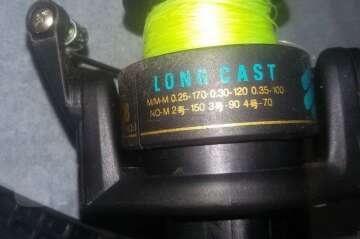 LONG CAST
M/M-M 0.25-170-0.30-120 0.35-100
NO-M 2号-150 3号-90 4号-70